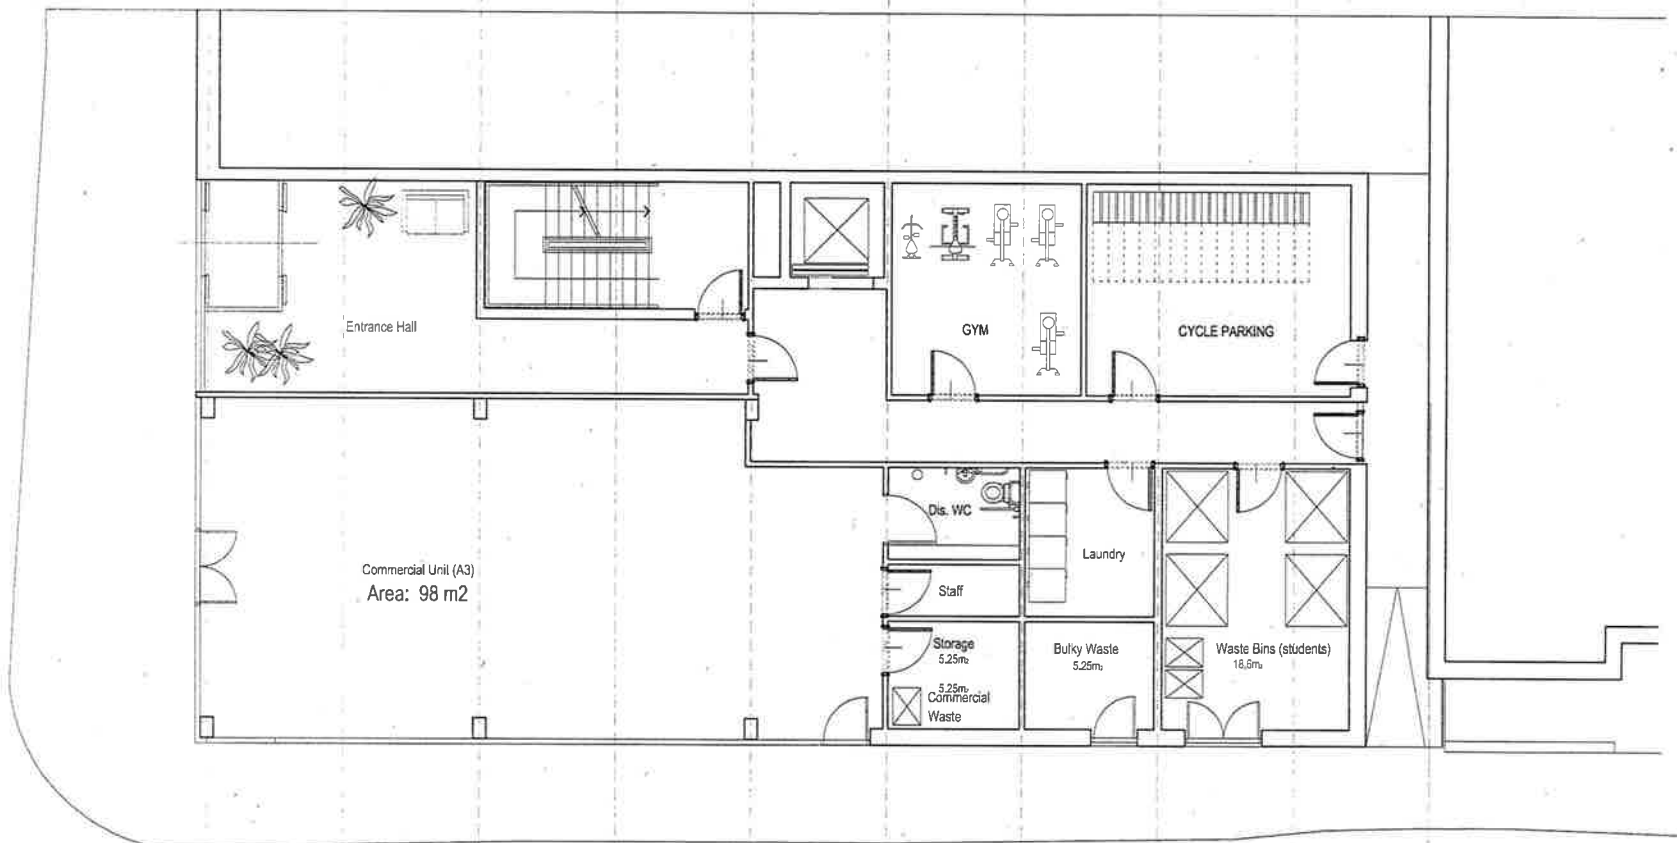 Entrance Hall
GYM
CYCLE PARKING
Dis. WC
Laundry
Commercial Unit (A3)
Area: 98 m2
Staff
Storage
5.25m₂
5.25m₂
Commercial
Waste
Bulky Waste
5.25m₂
Waste Bins (students)
18,6m₂